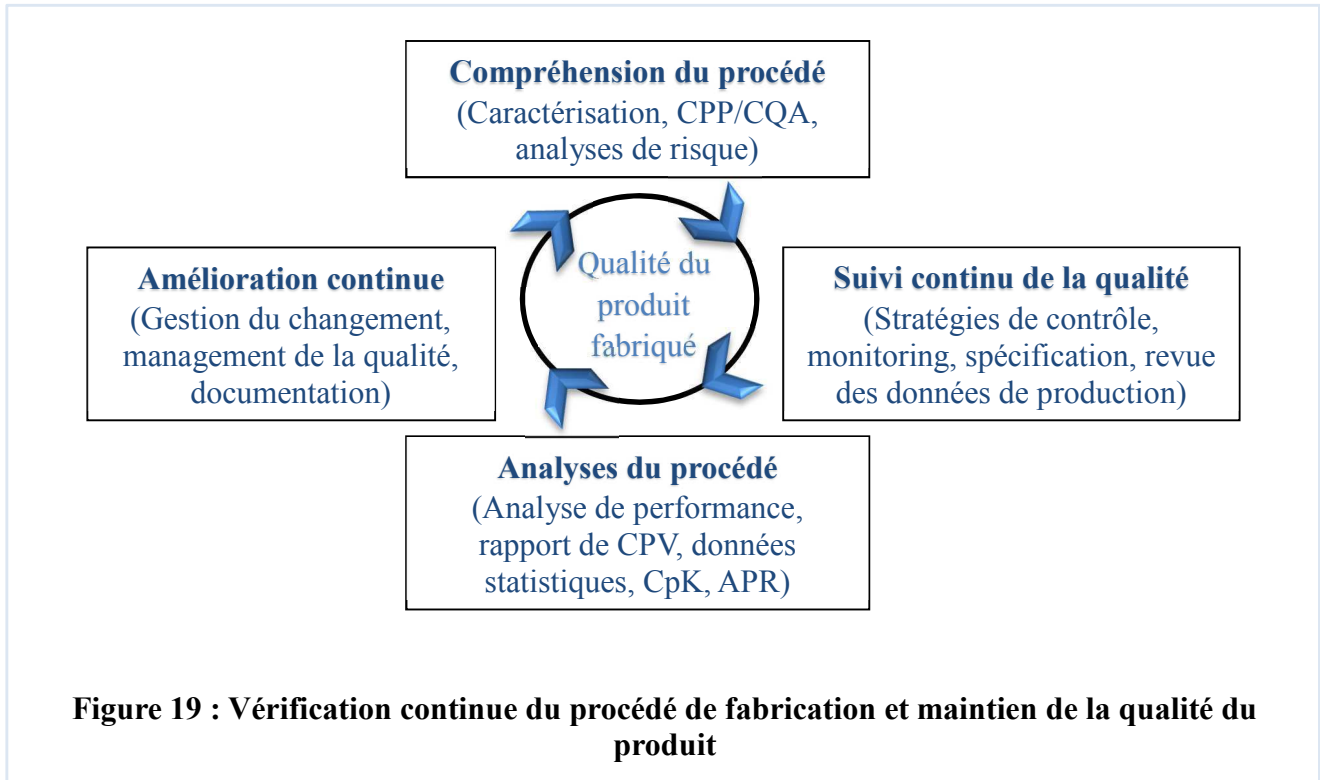 Compréhension du procédé
(Caractérisation, CPP/CQA,
analyses de risque)
Amélioration continue
(Gestion du changement,
management de la qualité,
documentation)
Qualité du
produit
fabriqué
Suivi continu de la qualité
(Stratégies de contrôle,
monitoring, spécification, revue
des données de production)
Analyses du procédé
(Analyse de performance,
rapport de CPV, données
statistiques, CpK, APR)
Figure 19 : Vérification continue du procédé de fabrication et maintien de la qualité du
produit